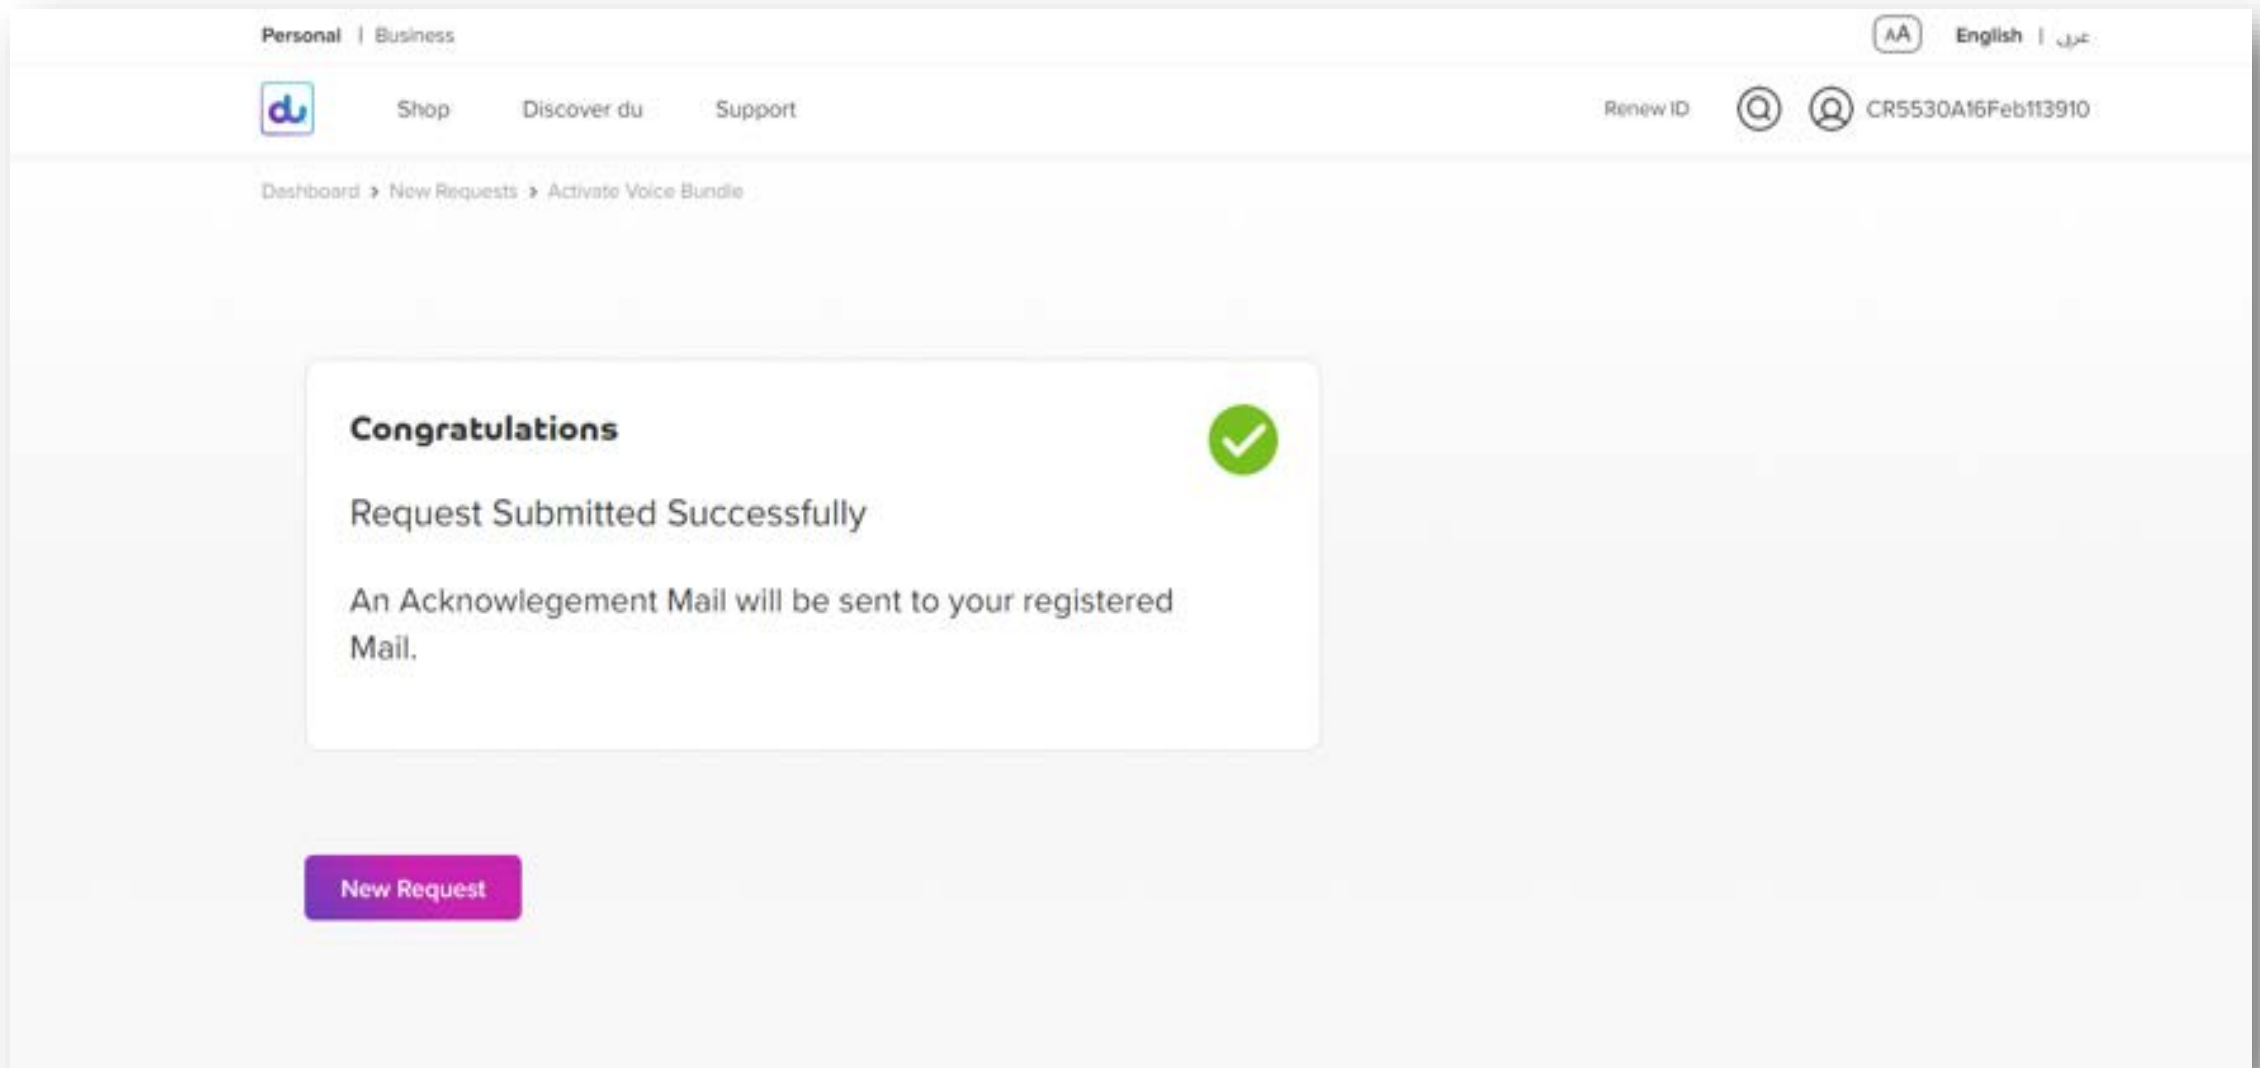 Personal | Business
AA English | عربي
du Shop Discover du Support Renew ID CR5530A16Feb113910
Dashboard > New Requests > Activate Voice Bundle
Congratulations
Request Submitted Successfully
An Acknowlegement Mail will be sent to your registered
Mail.
New Request